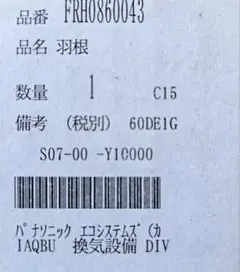 品番 FRH0860043
品名 羽根
数量 1 C15
備考 (税別) 60DE1G
S07-00 -Y10000
パナソニック エコシステムズ(カ
1AQBU 換気設備 DIV